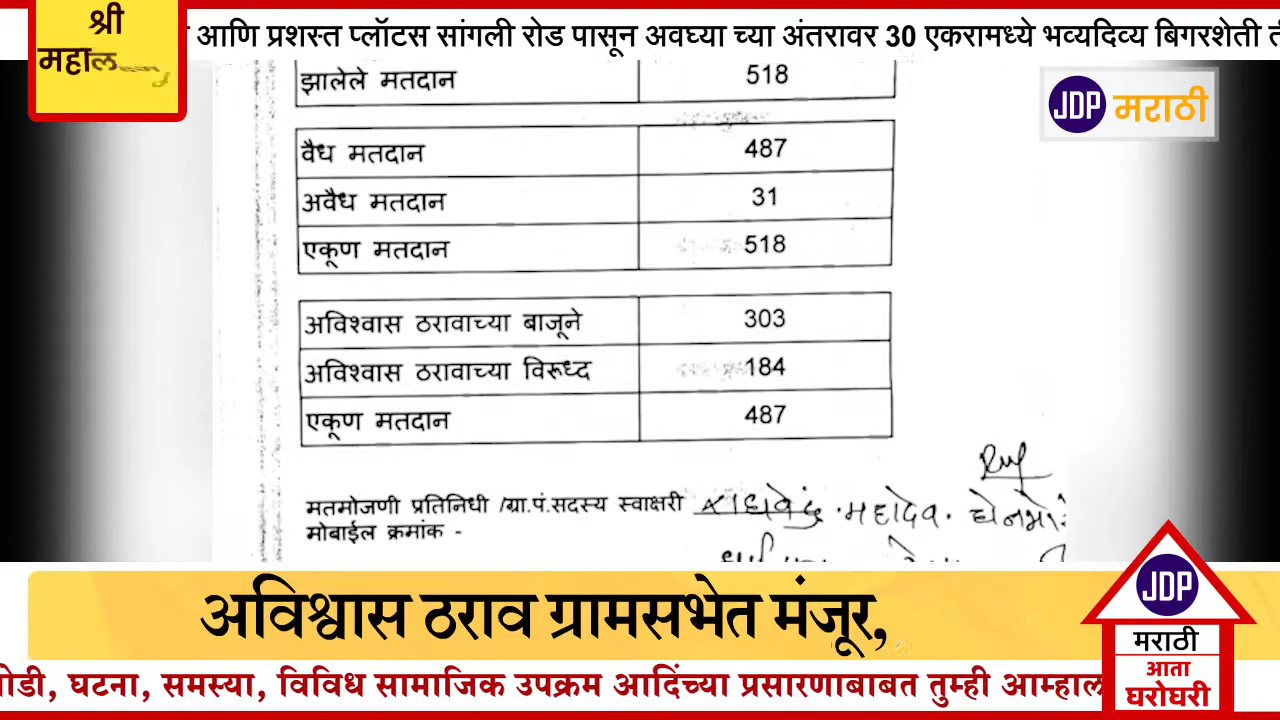 श्री
महाल
आणि प्रशस्त प्लॉटस सांगली रोड पासून अवघ्या च्या अंतरावर 30 एकरामध्ये भव्यदिव्य बिगरशेती
झालेले मतदान 518
JDP मराठी
वैध मतदान 487
अवैध मतदान 31
एकूण मतदान 518
अविश्वास ठरावाच्या बाजूने 303
अविश्वास ठरावाच्या विरूध्द 184
एकूण मतदान 487
मतमोजणी प्रतिनिधी /ग्रा.पं.सदस्य स्वाक्षरी
मोबाईल क्रमांक -
अविश्वास ठराव ग्रामसभेत मंजूर,
JDP
मराठी
आता
घरोघरी
घटना, समस्या, विविध सामाजिक उपक्रम आदिंच्या प्रसारणाबाबत तुम्ही